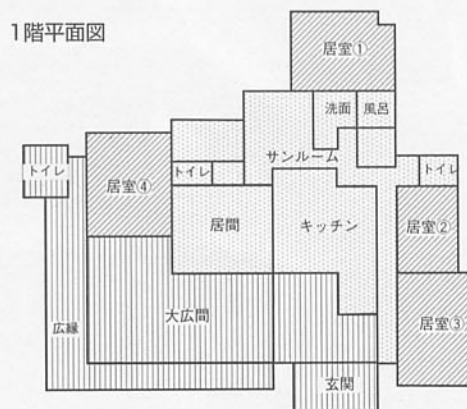 1階平面図
居室①
洗面
風呂
サンルーム
トイレ
トイレ
トイレ
居室④
居間
キッチン
居室②
大広間
広縁
居室③
玄関